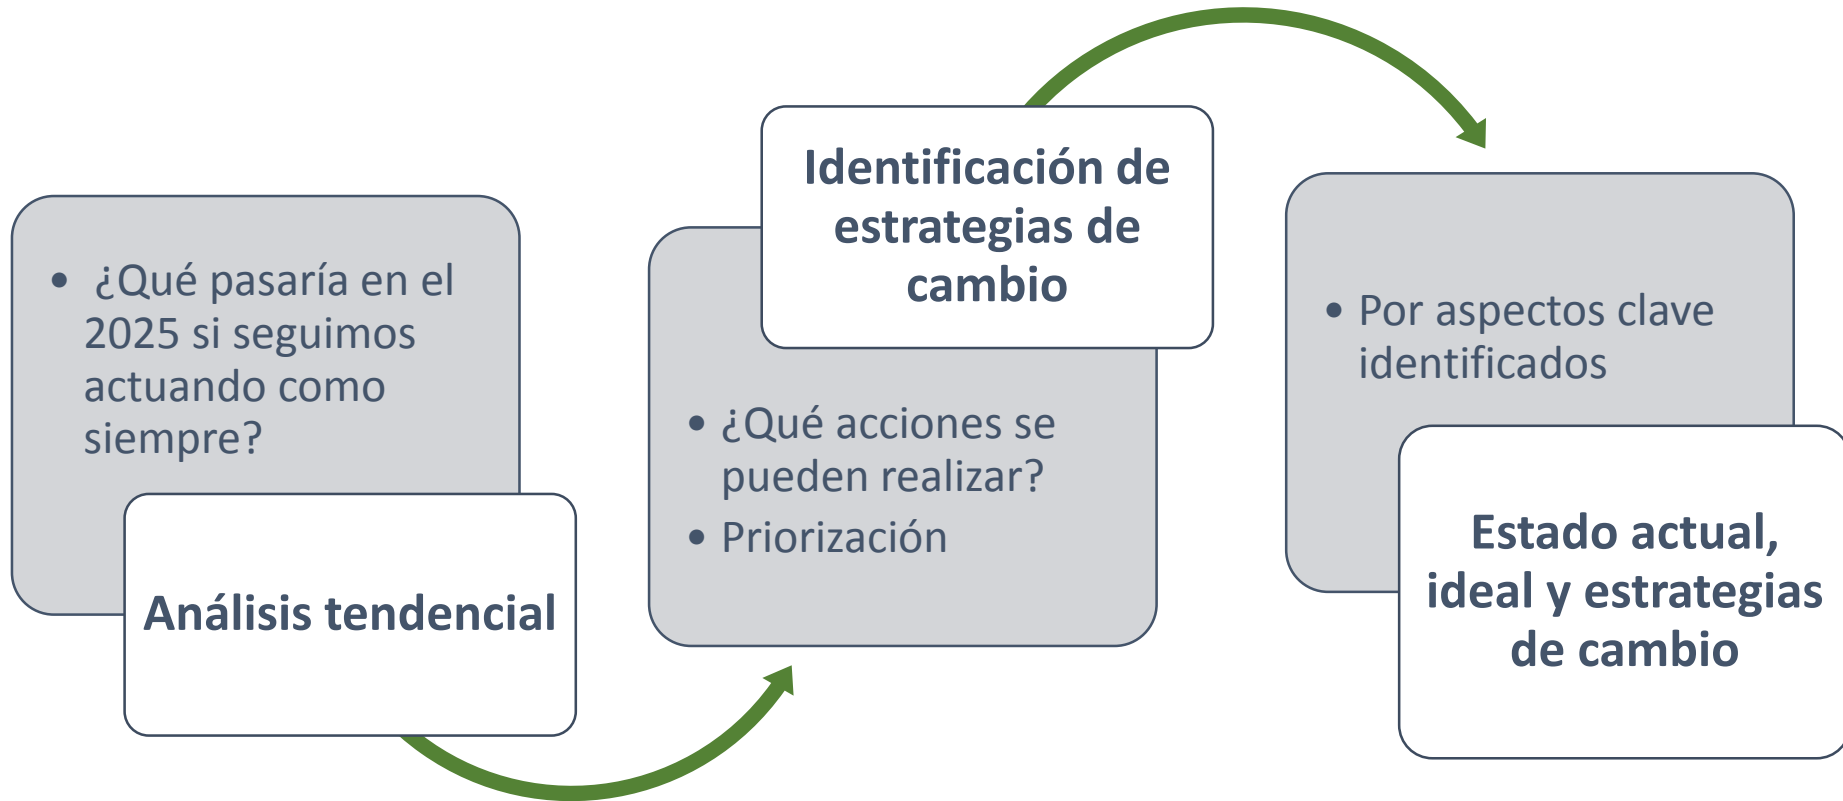 • ¿Qué pasaría en el
2025 si seguimos
actuando como
siempre?
Análisis tendencial
Identificación de
estrategias de
cambio
• ¿Qué acciones se
pueden realizar?
• Priorización
• Por aspectos clave
identificados
Estado actual,
ideal y estrategias
de cambio